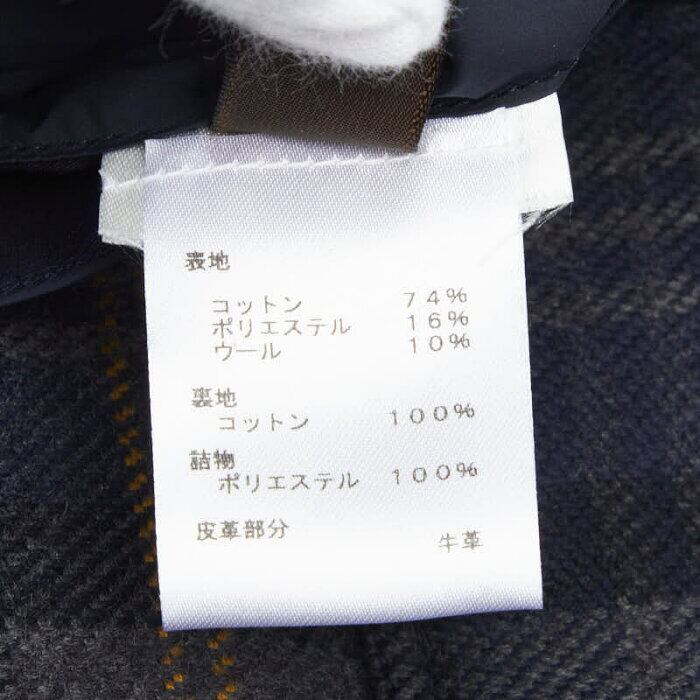 表地
コットン 74%
ポリエステル 16%
ウール 10%
裏地
コットン 100%
詰物
ポリエステル 100%
皮革部分
牛革